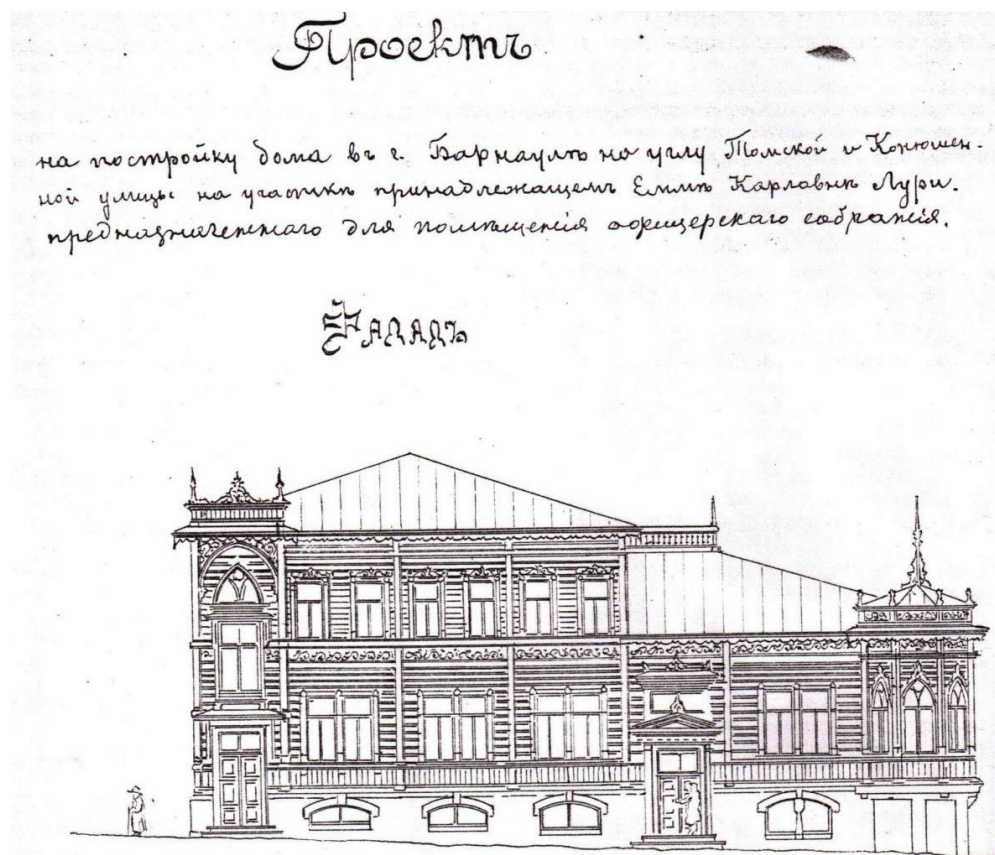 Проектъ
на постройку дома въ г. Барнаулѣ на углу Томской и Конюшен-
ной улицы на участкѣ принадлежащемъ Еммѣ Карловнѣ Лури.
предназначеннаго для помѣщенія офицерскаго собранія.
Фасадъ